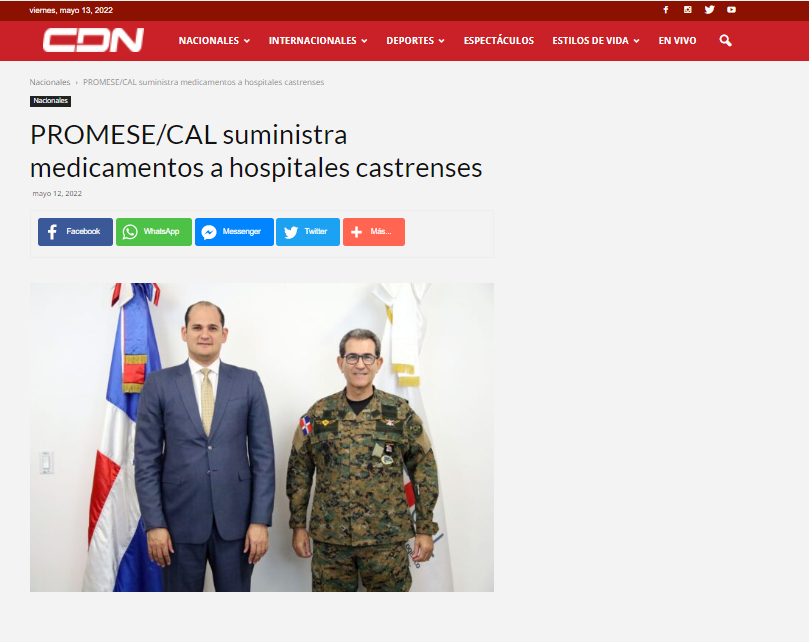 viernes, mayo 13, 2022
CDN
NACIONALES INTERNACIONALES DEPORTES ESPECTÁCULOS ESTILOS DE VIDA EN VIVO
Nacionales › PROMESE/CAL suministra medicamentos a hospitales castrenses
Nacionales
PROMESE/CAL suministra
medicamentos a hospitales castrenses
mayo 12, 2022
Facebook WhatsApp Messenger Twitter Más...